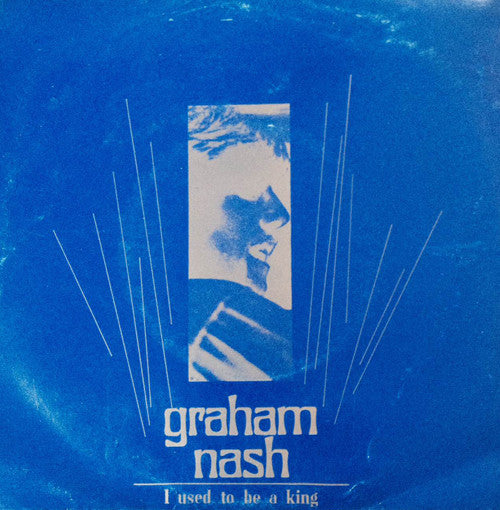 graham
nash
I used to be a king